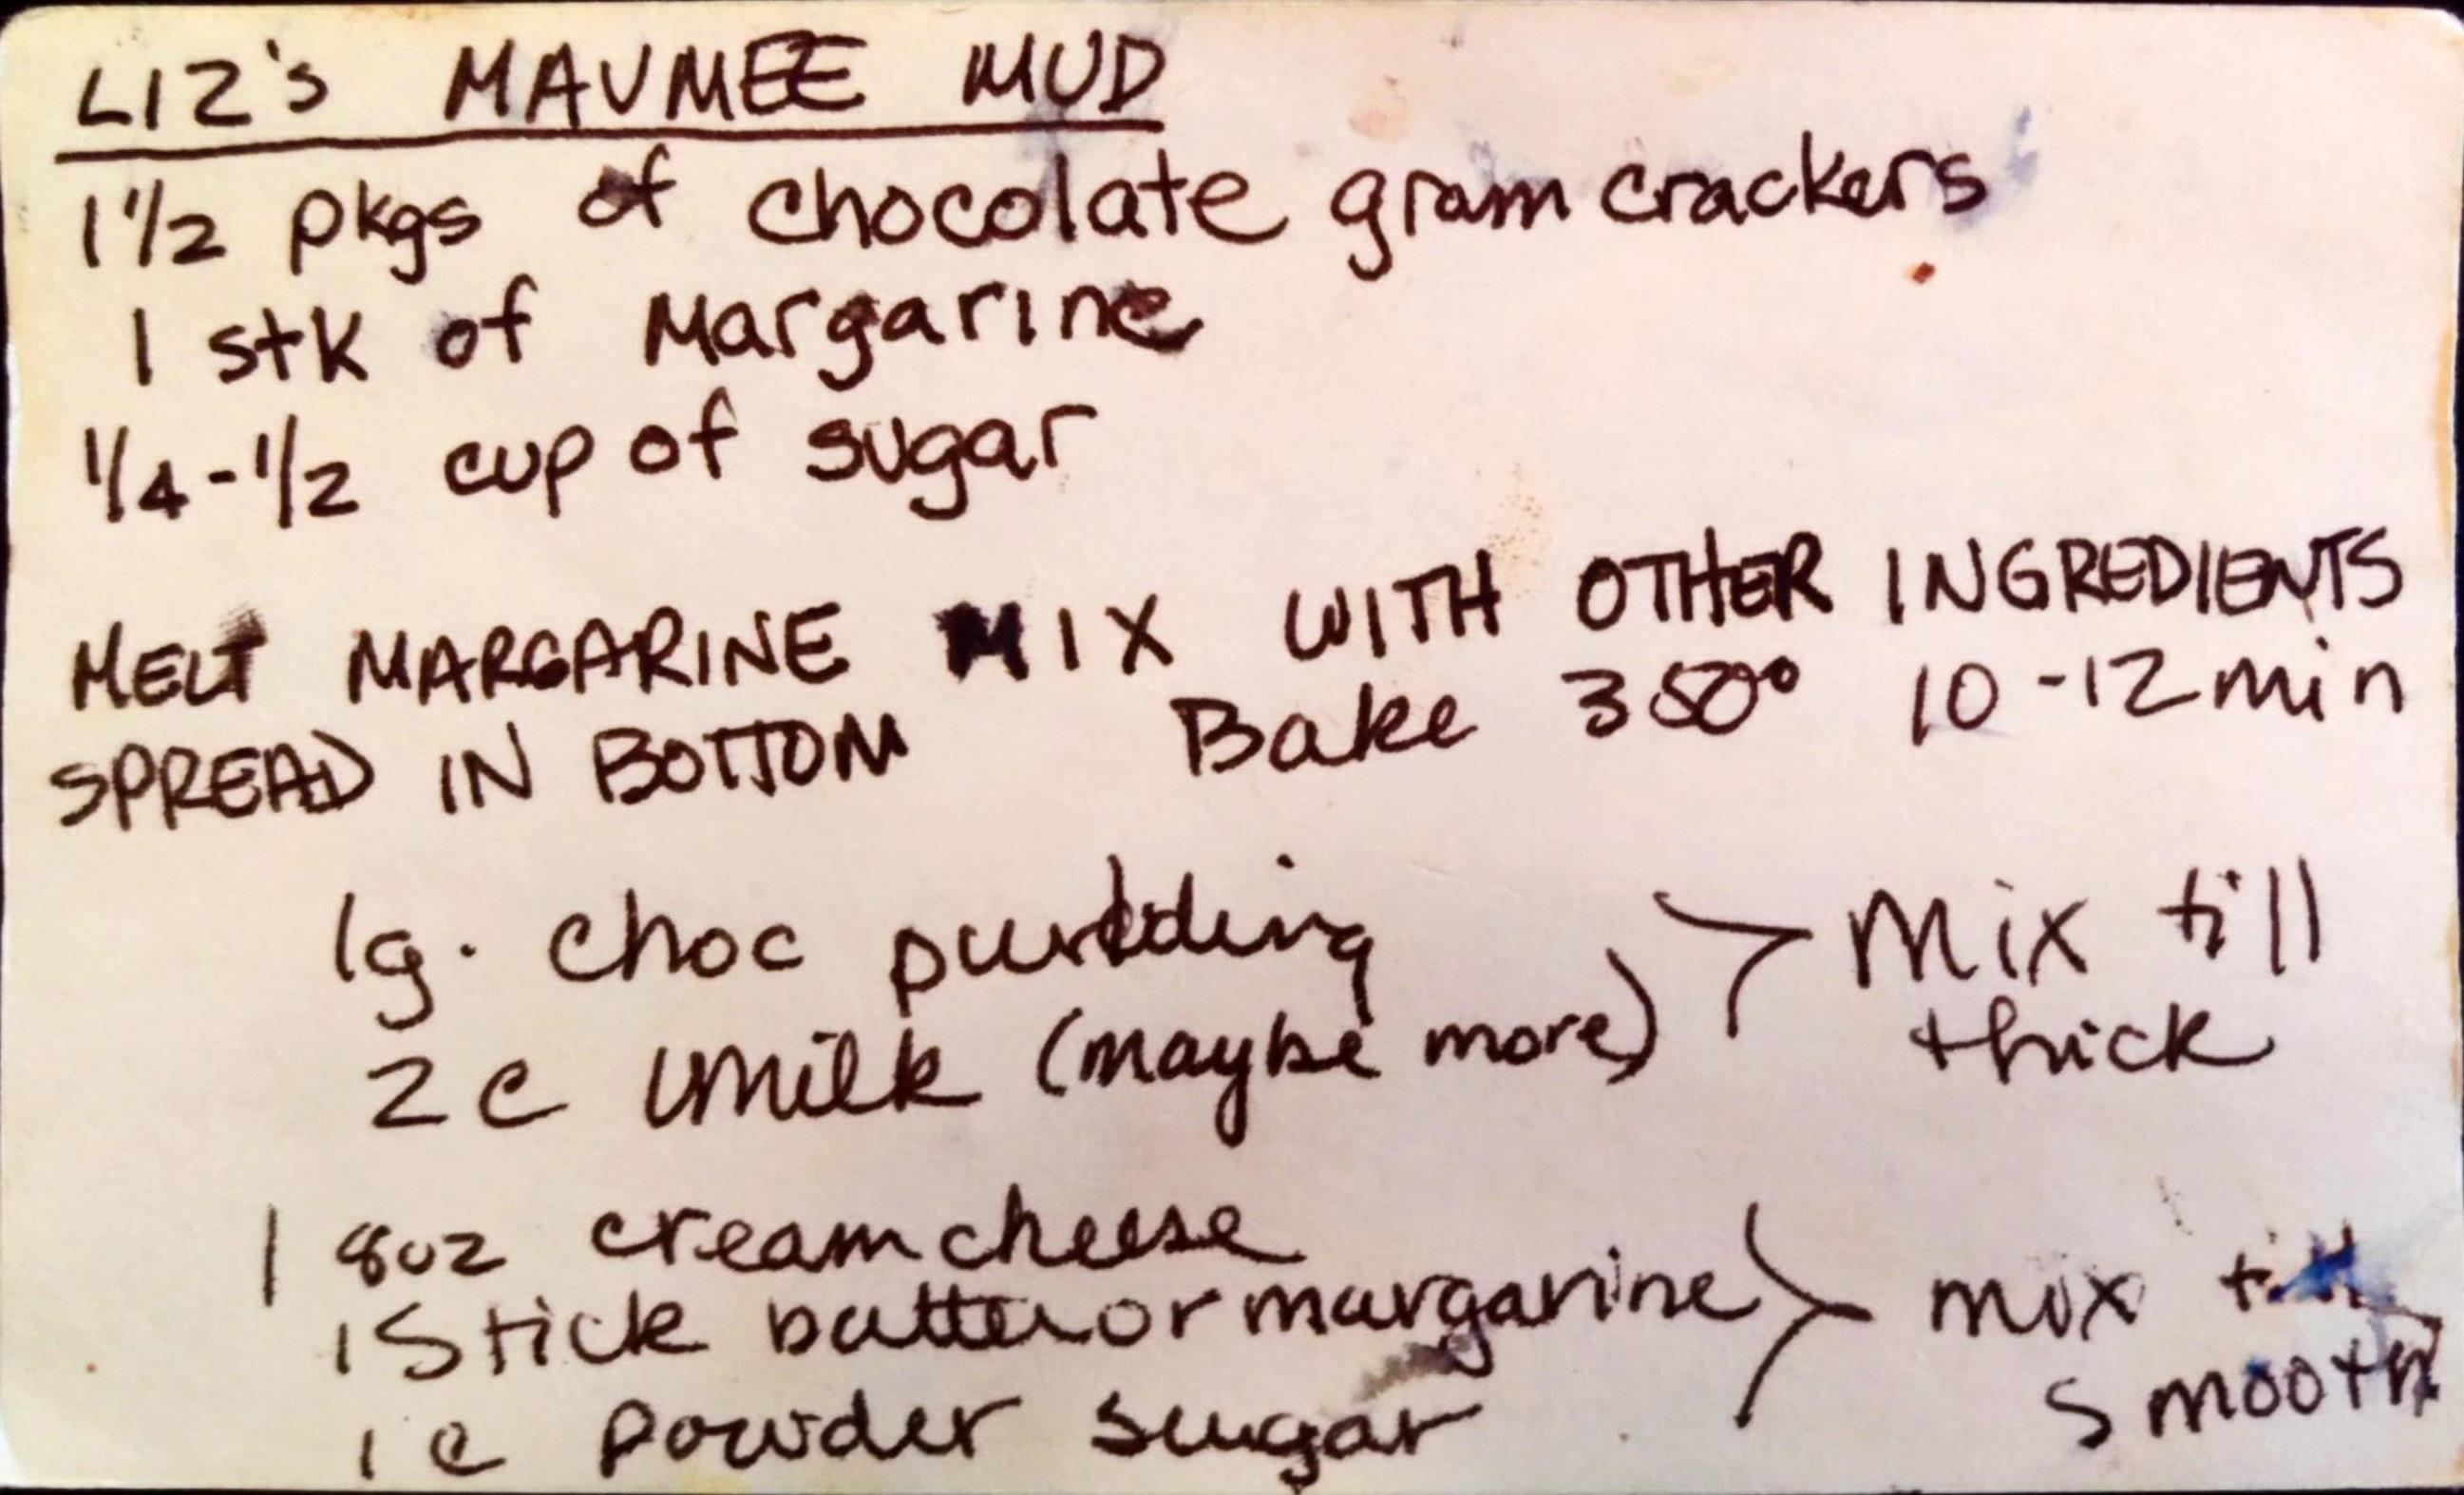 LIZ's MAUMEE MUD
1 1/2 pkgs of chocolate gram crackers
1 stk of Margarine
1/4 - 1/2 cup of sugar
MELT MARGARINE MIX WITH OTHER INGREDIENTS
SPREAD IN BOTTOM Bake 350° 10-12 min
lg. choc pudding
2 c milk (maybe more) > Mix till
thick
1 8oz creamcheese
1 Stick butter or margarine > mix till
smooth
1 c powder sugar